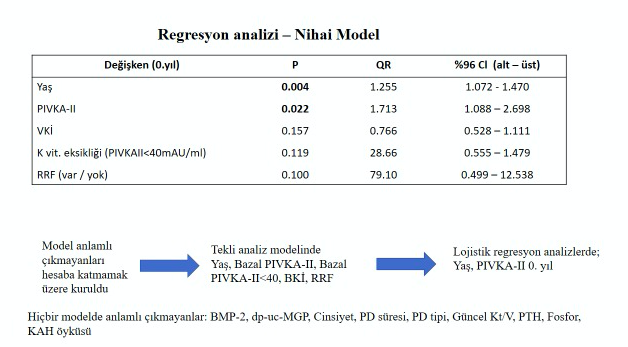 Regresyon analizi – Nihai Model
Değişken (0.yıl) P QR %96 Cl (alt – üst)
Yaş 0.004 1.255 1.072 - 1.470
PIVKA-II 0.022 1.713 1.088 – 2.698
VKİ 0.157 0.766 0.528 – 1.111
K vit. eksikliği (PIVKAII<40mAU/ml) 0.119 28.66 0.555 – 1.479
RRF (var / yok) 0.100 79.10 0.499 – 12.538
Model anlamlı
çıkmayanları
hesaba katmamak
üzere kuruldu
Tekli analiz modelinde
Yaş, Bazal PIVKA-II, Bazal
PIVKA-II<40, BKİ, RRF
Lojistik regresyon analizlerde;
Yaş, PIVKA-II 0. yıl
Hiçbir modelde anlamlı çıkmayanlar: BMP-2, dp-uc-MGP, Cinsiyet, PD süresi, PD tipi, Güncel Kt/V, PTH, Fosfor,
KAH öyküsü